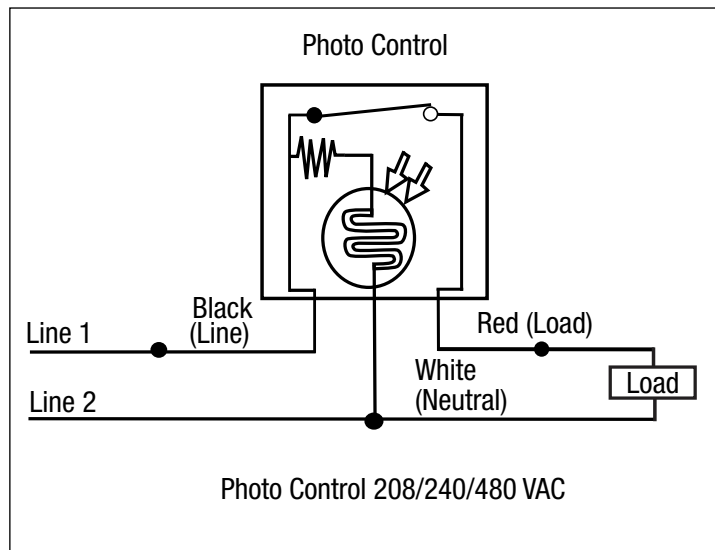 Photo Control
Black
(Line)
Line 1
Red (Load)
White
(Neutral)
Load
Line 2
Photo Control 208/240/480 VAC